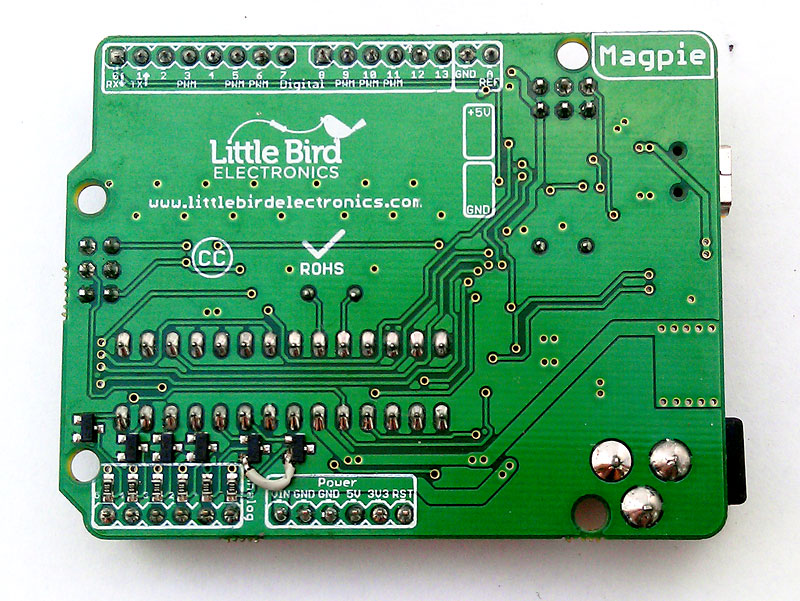 Magpie
0 1 2 3 4 5 6 7 8 9 10 11 12 13 GND A
RX TX PWM PWM PWM Digital PWM PWM PWM REF
+5V
Little Bird
ELECTRONICS
www.littlebirdelectronics.com
GND
CC
ROHS
Power
VIN GND GND 5V 3V3 RST